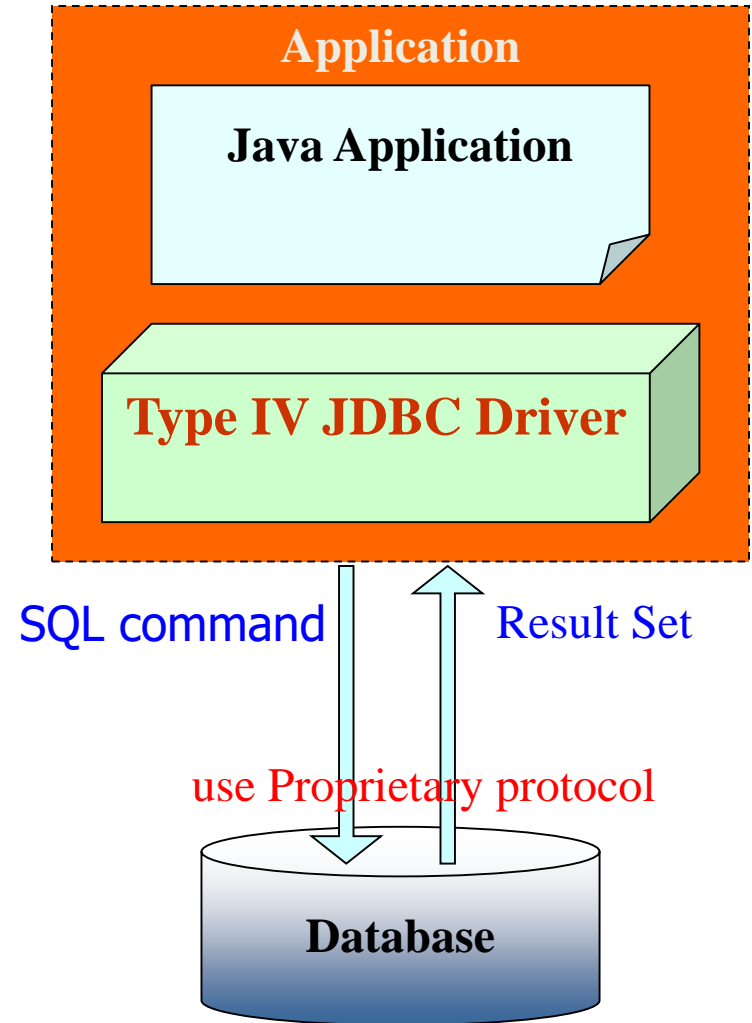 Application
Java Application
Type IV JDBC Driver
SQL command
Result Set
use Proprietary protocol
Database